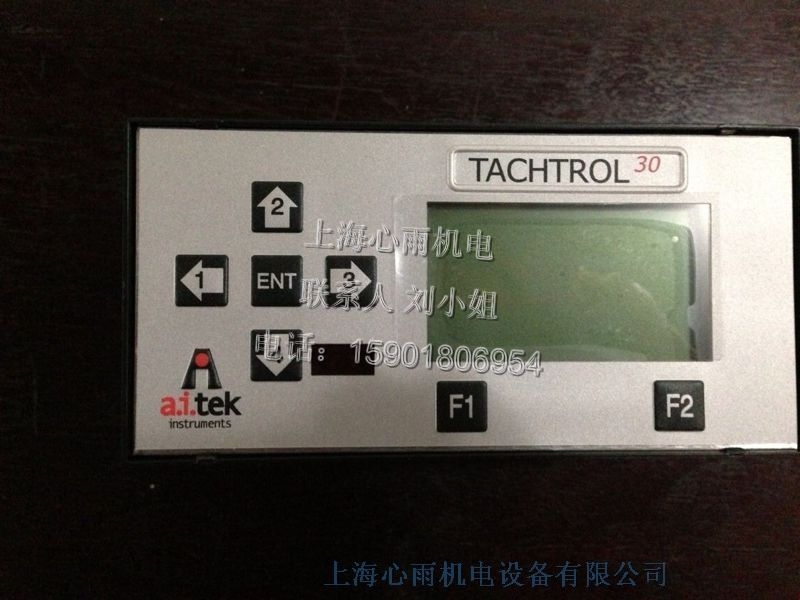 TACHTROL 30
2
上海心雨机电
1 ENT 3
联系人 刘小姐
电话：15901806954
a.i.tek
instruments
F1 F2
上海心雨机电设备有限公司